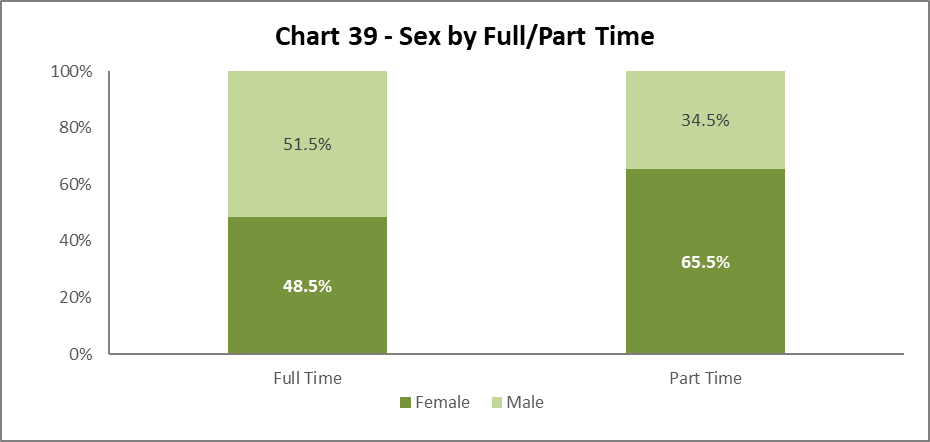 Chart 39 - Sex by Full/Part Time
100%
80%
60%
40%
20%
0%
51.5%
48.5%
34.5%
65.5%
Full Time
Part Time
Female
Male